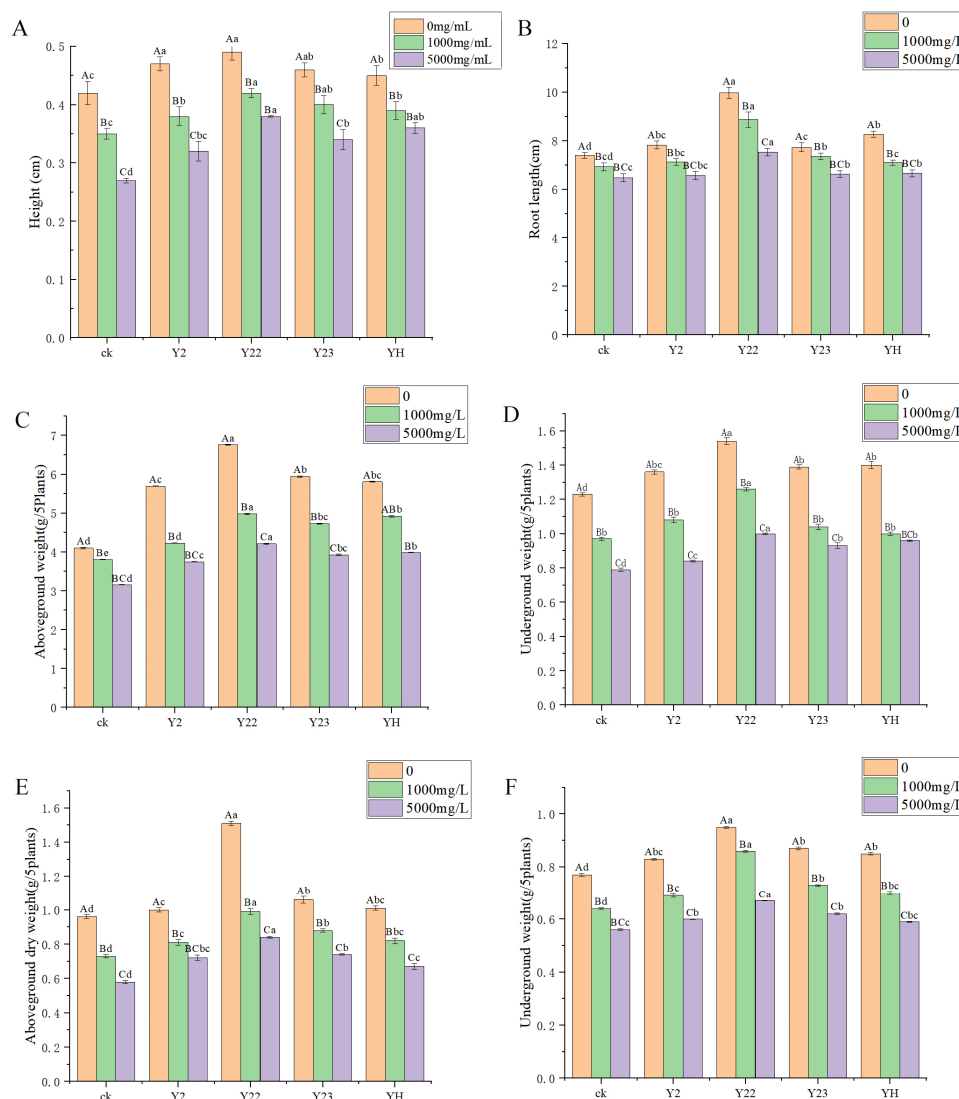 A
0mg/mL
1000mg/mL
5000mg/mL
Height (cm)
0.5
0.4
0.3
0.2
0.1
0.0
Ac Bc Cd
Aa Bb Cbc
Aa Ba Ba
Aab Bab Cb
Ab Bb Bab
ck Y2 Y22 Y23 YH
B
0
1000mg/L
5000mg/L
Root length(cm)
12
10
8
6
4
2
0
Ad Bcd BCc
Abc Bbc BCbc
Aa Ba Ca
Ac Bb BCb
Ab Bc BCb
ck Y2 Y22 Y23 YH
C
0
1000mg/L
5000mg/L
Aboveground weight(g/5Plants)
7
6
5
4
3
2
1
0
Ad Be BCd
Ac Bd BCc
Aa Ba Ca
Ab Bbc Cbc
Abc ABb Bb
ck Y2 Y22 Y23 YH
D
0
1000mg/L
5000mg/L
Underground weight(g/5plants)
1.6
1.4
1.2
1.0
0.8
0.6
0.4
0.2
0.0
Ad Bb Cd
Abc Bb Cc
Aa Ba Ca
Ab Bb Cb
Ab Bb BCb
ck Y2 Y22 Y23 YH
E
0
1000mg/L
5000mg/L
Aboveground dry weight(g/5plants)
1.6
1.4
1.2
1.0
0.8
0.6
0.4
0.2
0.0
Ad Bd Cd
Ac Bc BCbc
Aa Ba Ca
Ab Bb Cb
Abc Bbc Cc
ck Y2 Y22 Y23 YH
F
0
1000mg/L
5000mg/L
Underground weight(g/5plants)
1.0
0.8
0.6
0.4
0.2
0.0
Ad Bd BCc
Abc Bc Cb
Aa Ba Ca
Ab Bb Cb
Ab Bbc Cbc
ck Y2 Y22 Y23 YH